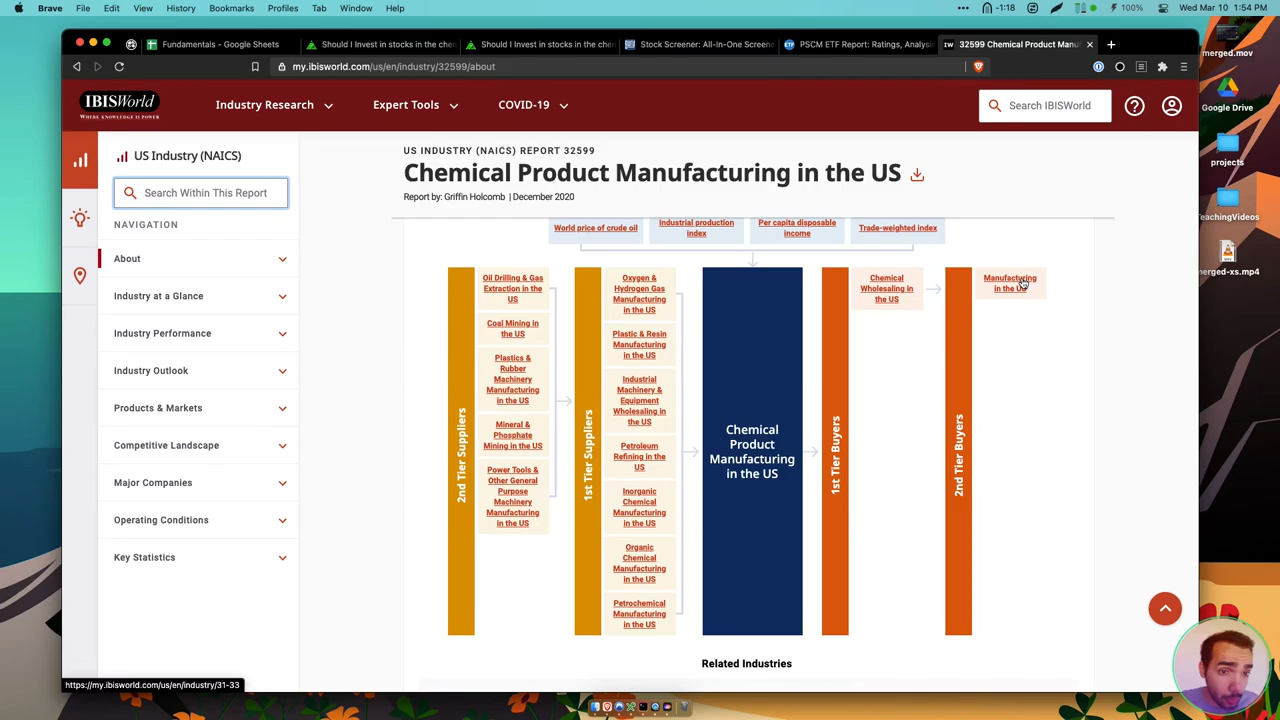 Brave
File
Edit
View
History
Bookmarks
Profiles
Tab
Window
Help
-1:18
100%
Wed Mar 10 1:54 PM
Fundamentals - Google Sheets
Should I Invest in stocks in the chem
Should I Invest in stocks in the chem
Stock Screener: All-In-One Screene
PSCM ETF Report: Ratings, Analysi
32599 Chemical Product Manuf
my.ibisworld.com/us/en/industry/32599/about
IBISWorld
WHERE KNOWLEDGE IS POWER
Industry Research
Expert Tools
COVID-19
Search IBISWorld
merged.mov
Google Drive
projects
TeachingVideos
merged-xs.mp4
US Industry (NAICS)
Search Within This Report
NAVIGATION
About
Industry at a Glance
Industry Performance
Industry Outlook
Products & Markets
Competitive Landscape
Major Companies
Operating Conditions
Key Statistics
US INDUSTRY (NAICS) REPORT 32599
Chemical Product Manufacturing in the US
Report by: Griffin Holcomb | December 2020
World price of crude oil
Industrial production
index
Per capita disposable
income
Trade-weighted index
2nd Tier Suppliers
Oil Drilling & Gas
Extraction in the
US
Coal Mining in
the US
Plastics &
Rubber
Machinery
Manufacturing
in the US
Mineral &
Phosphate
Mining in the US
Power Tools &
Other General
Purpose
Machinery
Manufacturing
in the US
1st Tier Suppliers
Oxygen &
Hydrogen Gas
Manufacturing
in the US
Plastic & Resin
Manufacturing
in the US
Industrial
Machinery &
Equipment
Wholesaling in
the US
Petroleum
Refining in the
US
Inorganic
Chemical
Manufacturing
in the US
Organic
Chemical
Manufacturing
in the US
Petrochemical
Manufacturing
in the US
Chemical
Product
Manufacturing
in the US
1st Tier Buyers
Chemical
Wholesaling in
the US
2nd Tier Buyers
Manufacturing
in the US
Related Industries
https://my.ibisworld.com/us/en/industry/31-33